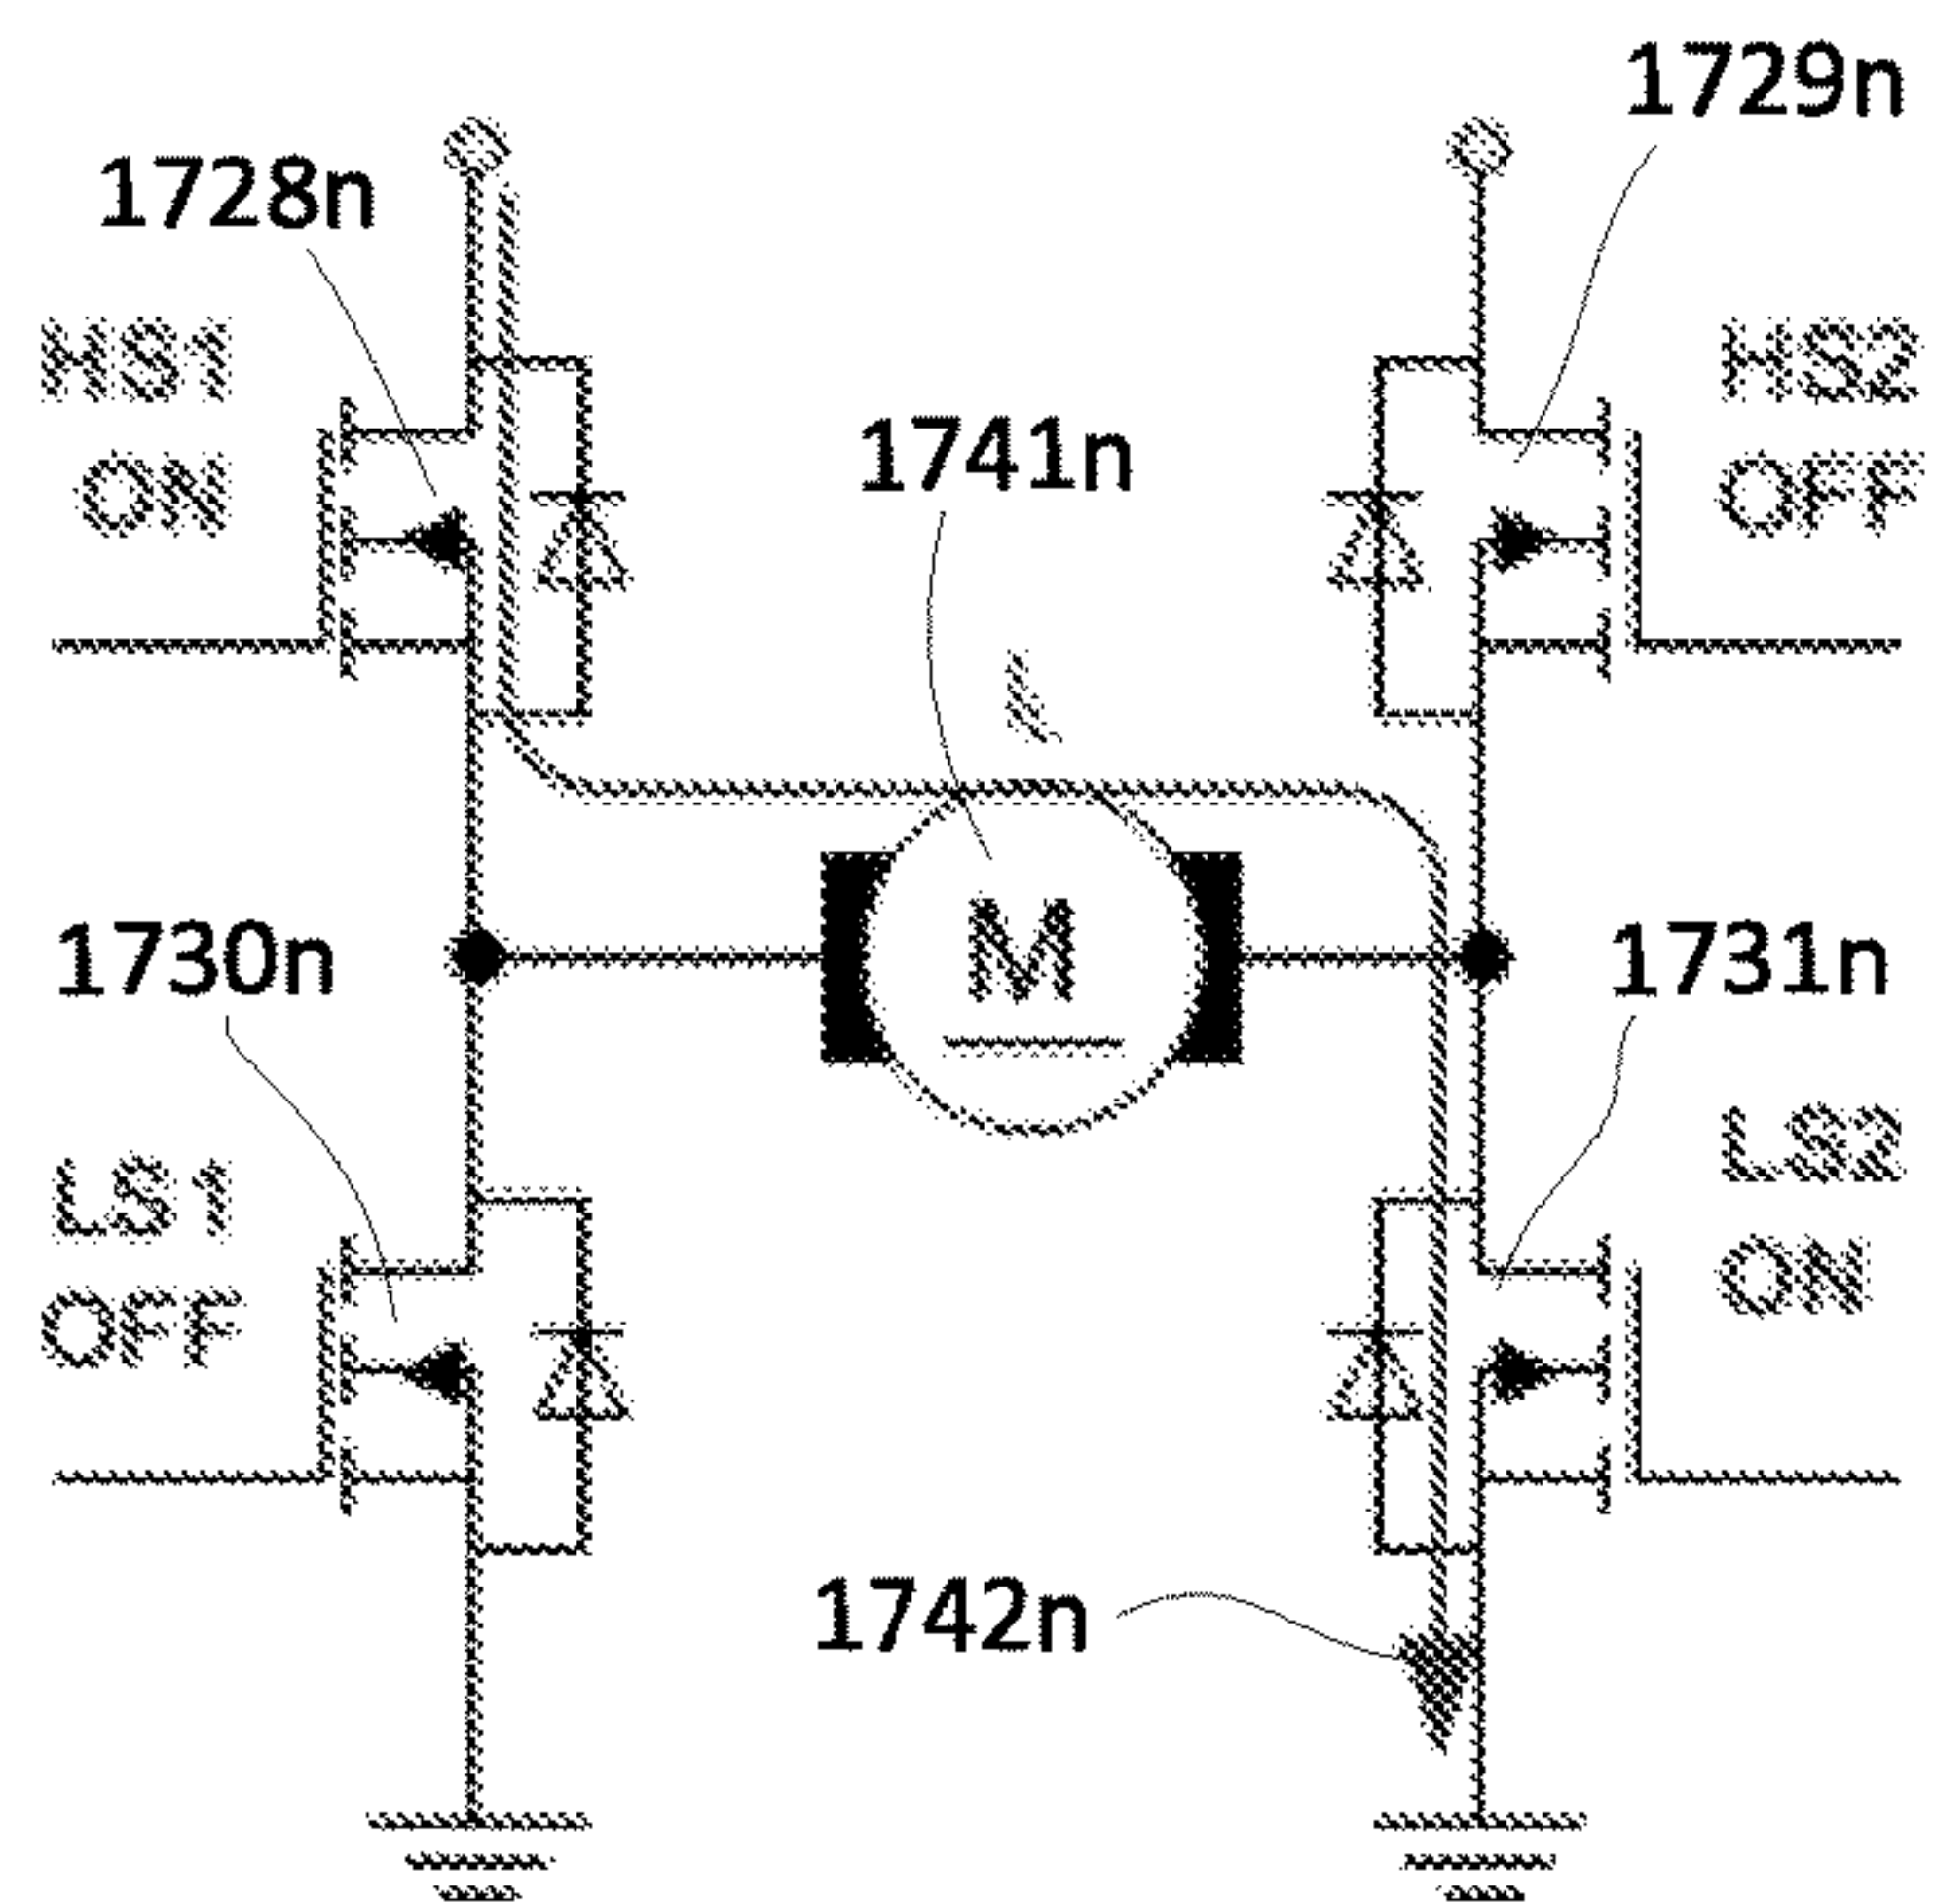 1729n
1728n
HS1
ON
HS2
OFF
1741n
L
M
1730n
1731n
LS1
OFF
LS2
ON
1742n